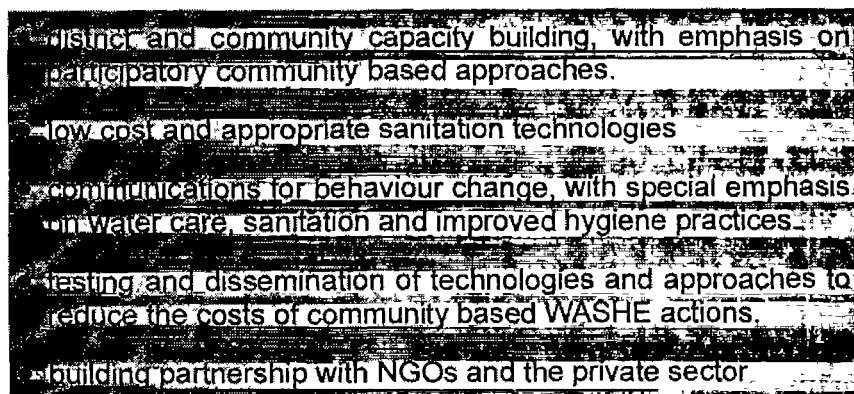 district and community capacity building, with emphasis on
participatory community based approaches.
low cost and appropriate sanitation technologies
communications for behaviour change, with special emphasis
on water care, sanitation and improved hygiene practices
testing and dissemination of technologies and approaches to
reduce the costs of community based WASHE actions.
building partnership with NGOs and the private sector